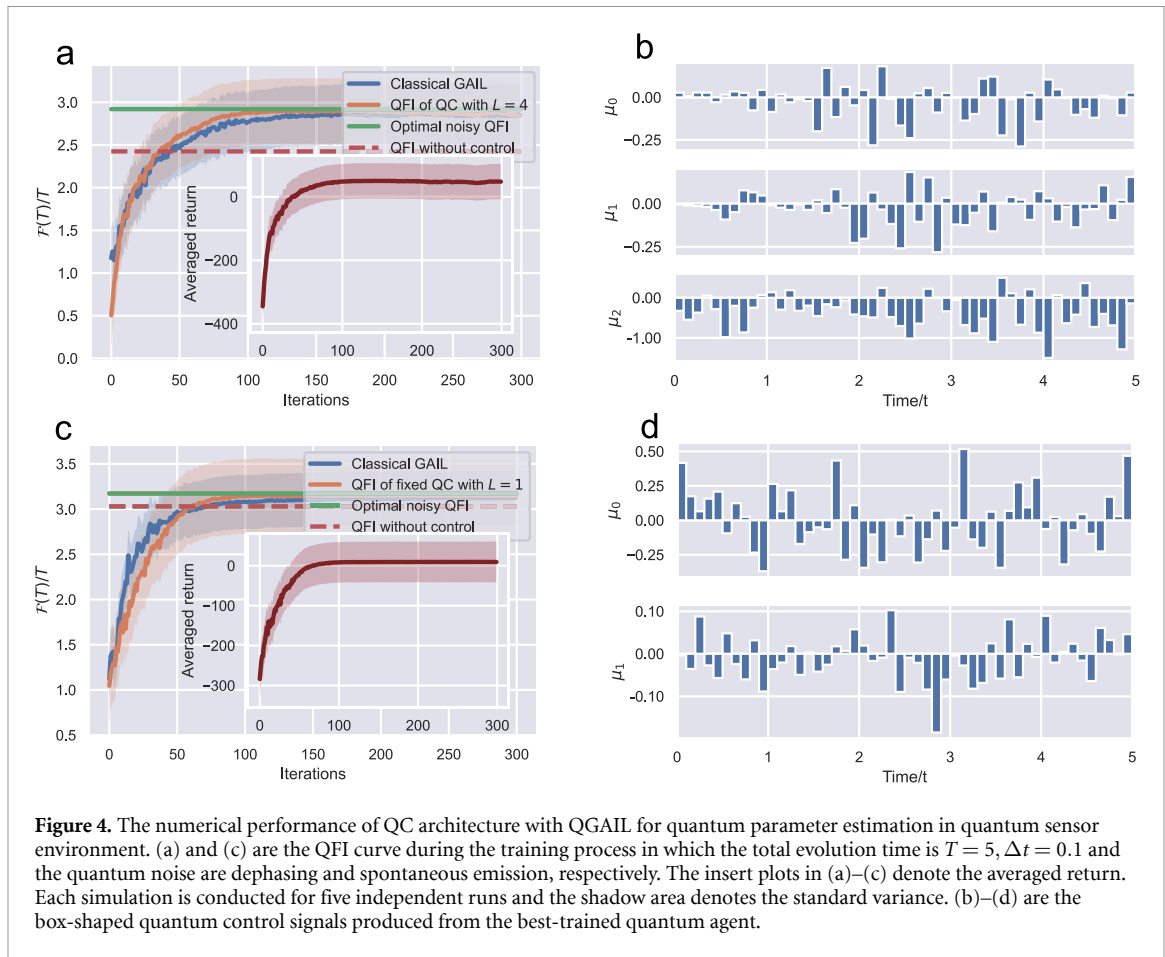 a
3.0
2.5
2.0
1.5
1.0
0.5
0.0
F(T)/T
Classical GAIL
QFI of QC with L = 4
Optimal noisy QFI
QFI without control
Averaged return
0
−200
−400
0 100 200 300
0 50 100 150 200 250 300
Iterations
b
μ0
0.00
−0.25
μ1
0.00
−0.25
μ2
0.00
−1.00
0 1 2 3 4 5
Time/t
c
3.5
3.0
2.5
2.0
1.5
1.0
0.5
F(T)/T
Classical GAIL
QFI of fixed QC with L = 1
Optimal noisy QFI
QFI without control
Averaged return
0
−100
−200
−300
0 100 200 300
0 50 100 150 200 250 300
Iterations
d
μ0
0.50
0.25
0.00
−0.25
μ1
0.10
0.00
−0.10
0 1 2 3 4 5
Time/t
Figure 4. The numerical performance of QC architecture with QGAIL for quantum parameter estimation in quantum sensor
environment. (a) and (c) are the QFI curve during the training process in which the total evolution time is T = 5, Δt = 0.1 and
the quantum noise are dephasing and spontaneous emission, respectively. The insert plots in (a)–(c) denote the averaged return.
Each simulation is conducted for five independent runs and the shadow area denotes the standard variance. (b)–(d) are the
box-shaped quantum control signals produced from the best-trained quantum agent.